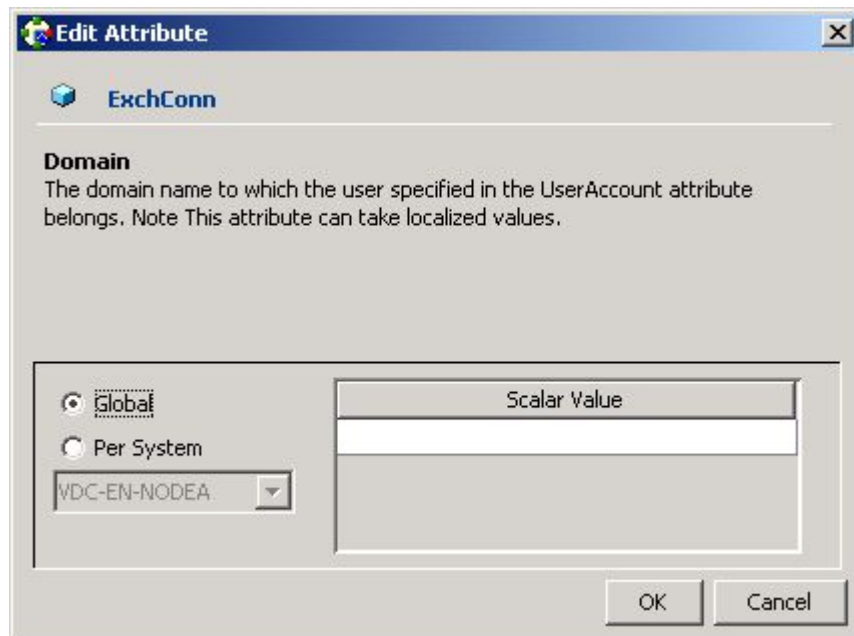 Edit Attribute
ExchConn
Domain
The domain name to which the user specified in the UserAccount attribute
belongs. Note This attribute can take localized values.
Global
Scalar Value
Per System
VDC-EN-NODEA
OK
Cancel